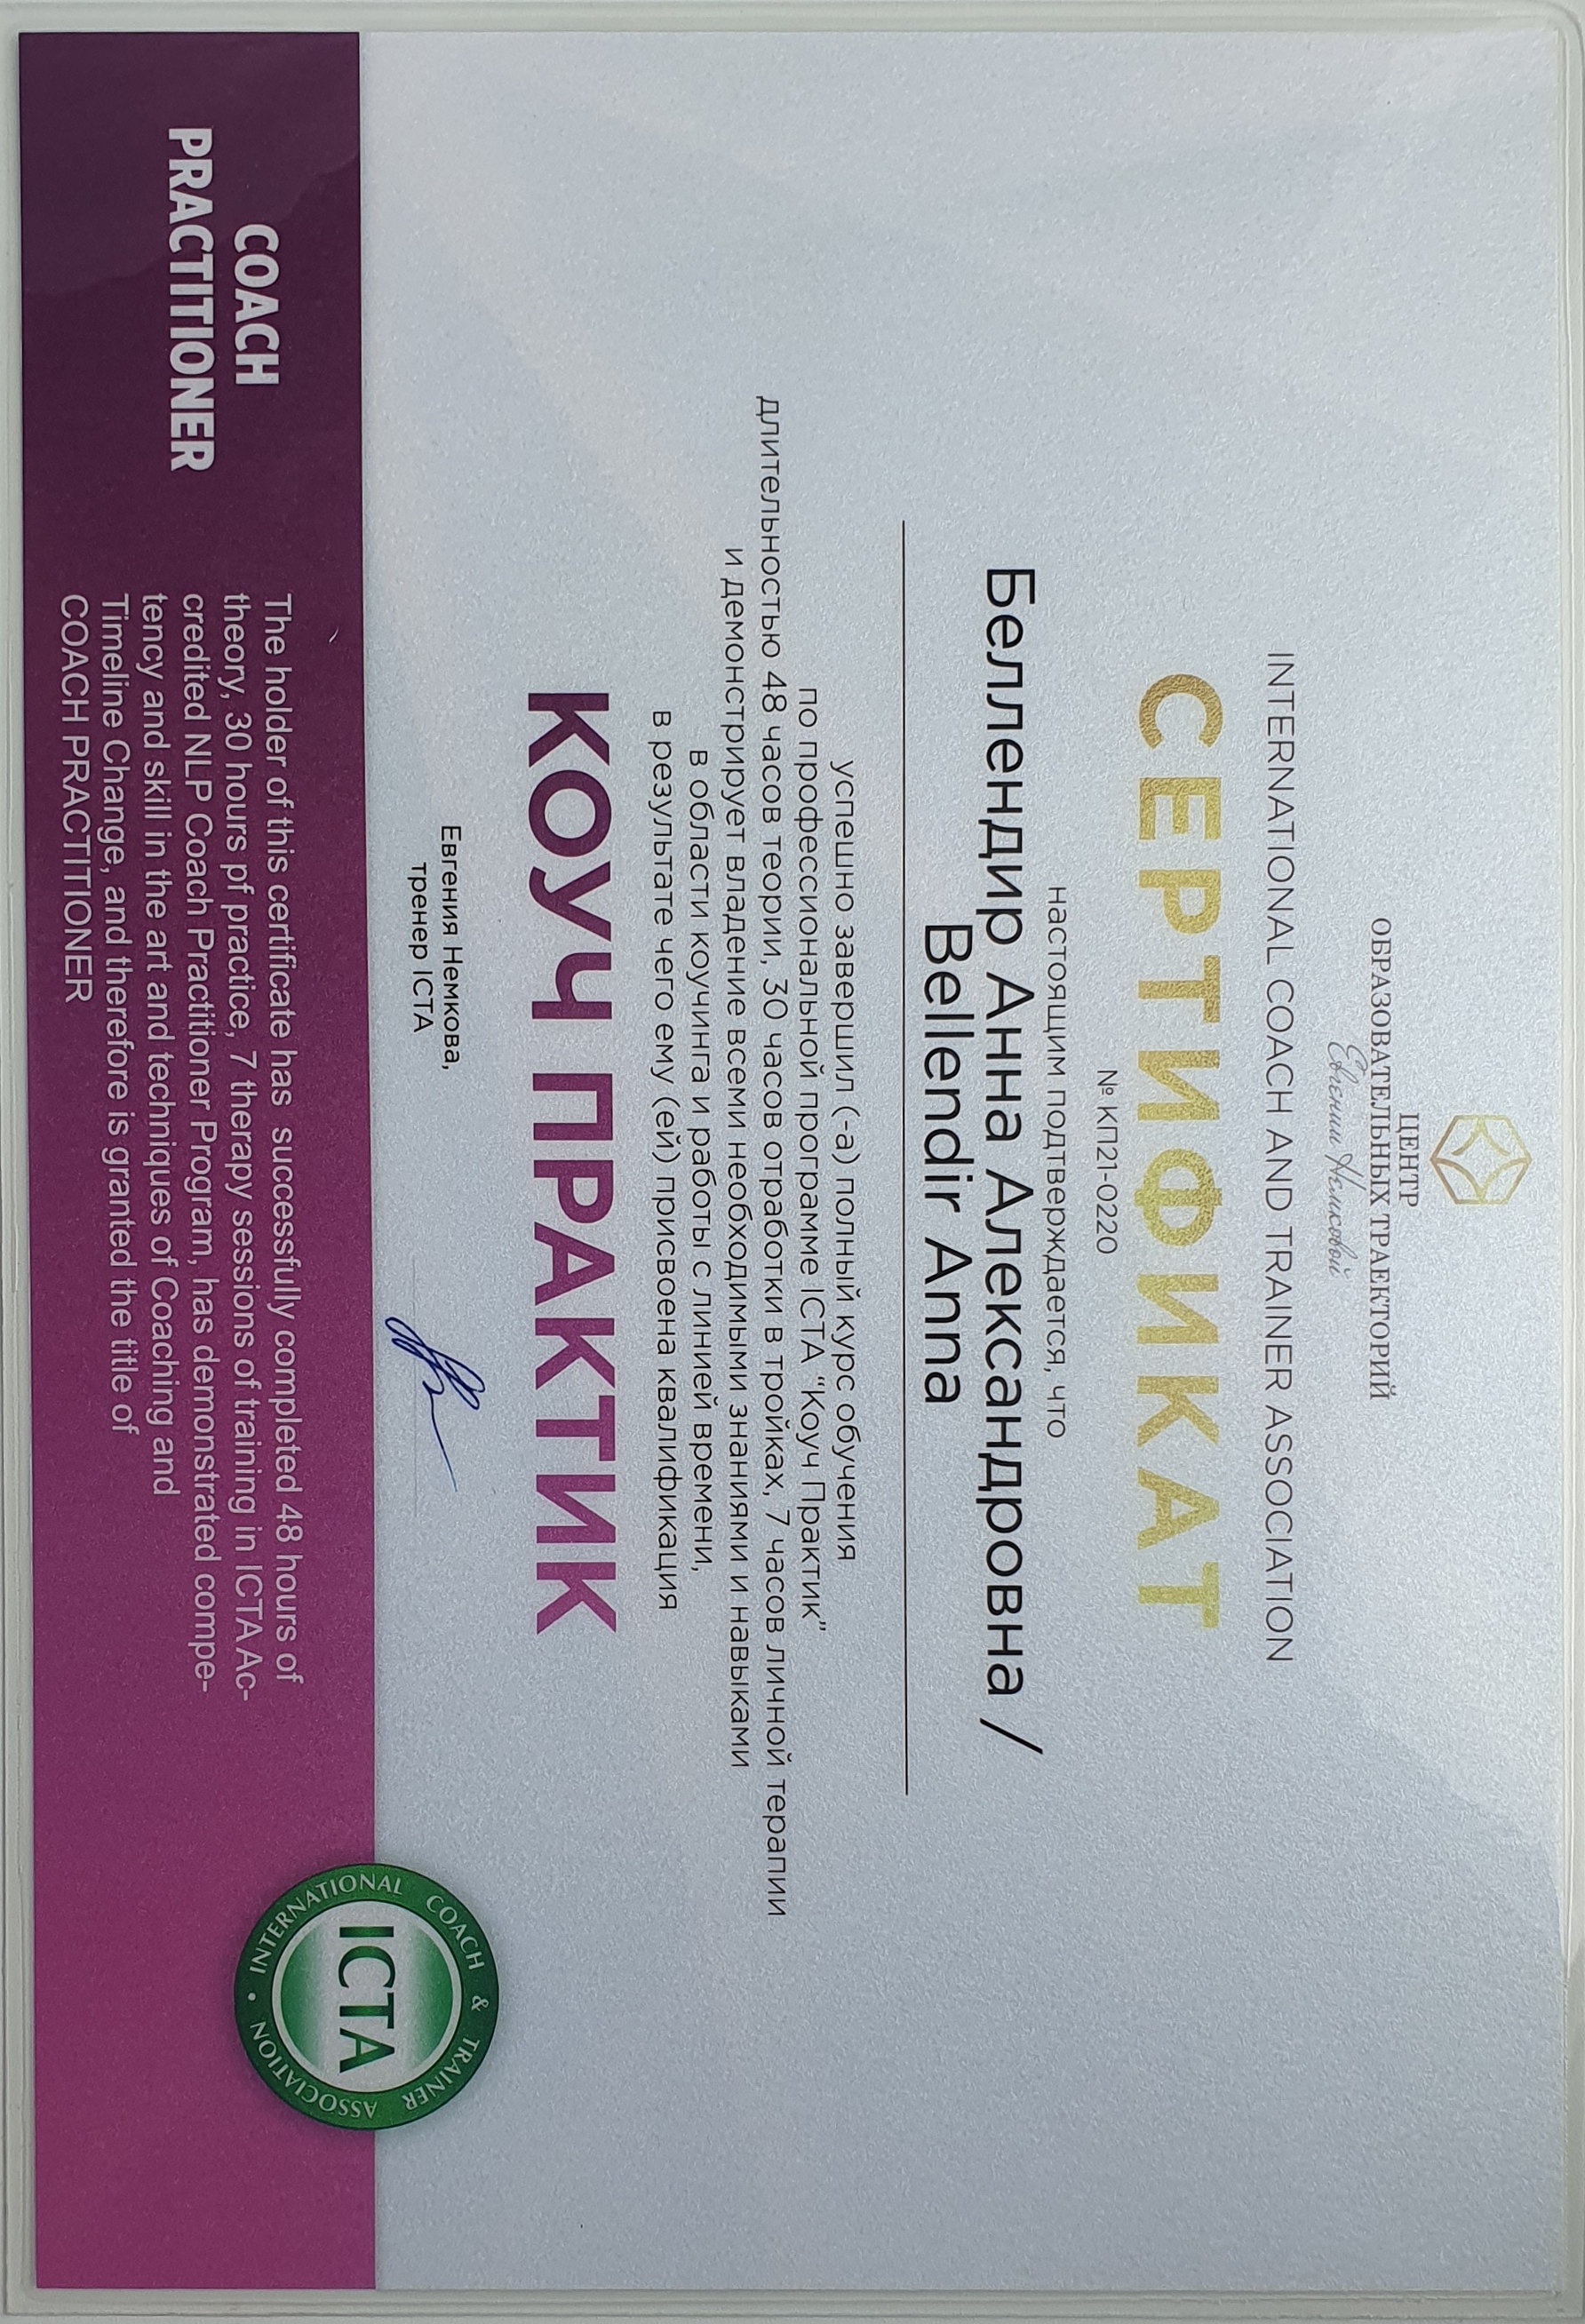 ЦЕНТР
ОБРАЗОВАТЕЛЬНЫХ ТРАЕКТОРИЙ
Евгении Немковой
INTERNATIONAL COACH AND TRAINER ASSOCIATION
СЕРТИФИКАТ
№ КП21-0220
настоящим подтверждается, что
Беллендир Анна Александровна /
Bellendir Anna
успешно завершил (-а) полный курс обучения
по профессиональной программе ICTA “Коуч Практик”
длительностью 48 часов теории, 30 часов отработки в тройках, 7 часов личной терапии
и демонстрирует владение всеми необходимыми знаниями и навыками
в области коучинга и работы с линией времени,
в результате чего ему (ей) присвоена квалификация
КОУЧ ПРАКТИК
Евгения Немкова,
тренер ICTA
INTERNATIONAL COACH & TRAINER ASSOCIATION •
ICTA
COACH
PRACTITIONER
The holder of this certificate has successfully completed 48 hours of
theory, 30 hours pf practice, 7 therapy sessions of training in ICTA Ac-
credited NLP Coach Practitioner Program, has demonstrated compe-
tency and skill in the art and techniques of Coaching and
Timeline Change, and therefore is granted the title of
COACH PRACTITIONER